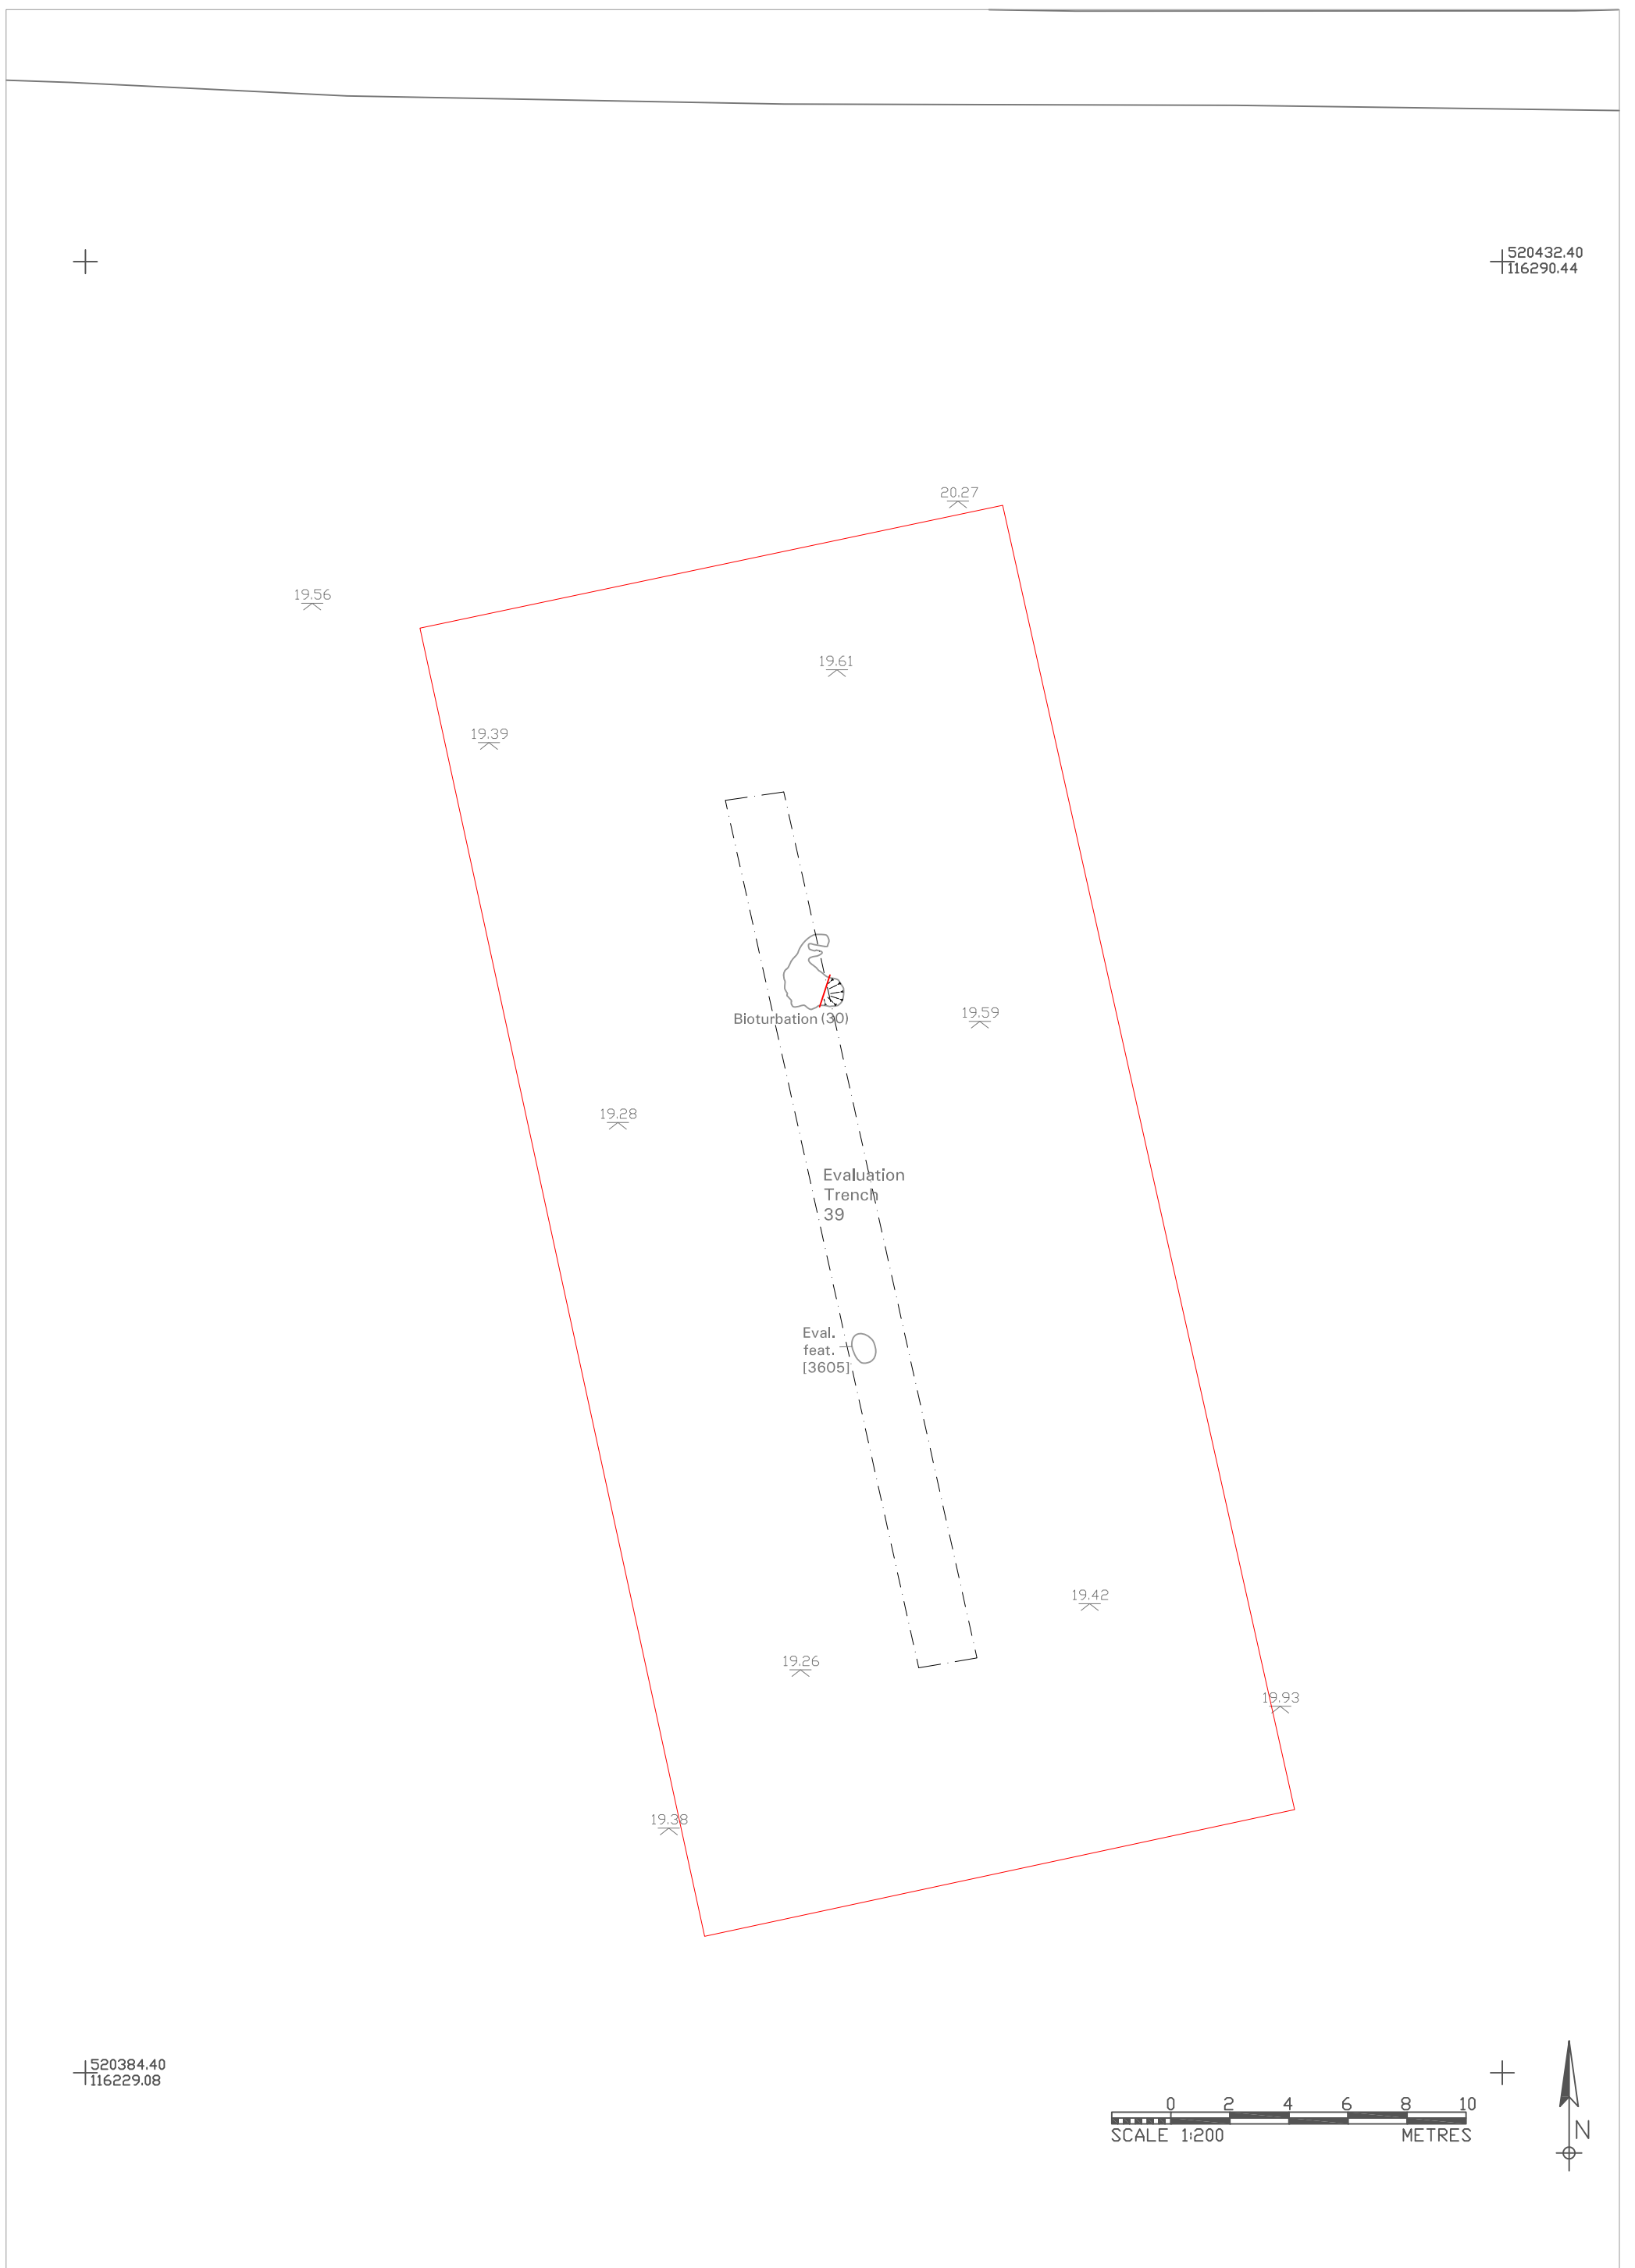 520432.40
116290.44
20.27
19.56
19.61
19.39
Bioturbation (30)
19.59
19.28
Evaluation
Trench
39
Eval.
feat.
[3605]
19.42
19.26
19.93
19.38
520384.40
116229.08
0 2 4 6 8 10
SCALE 1:200 METRES
N